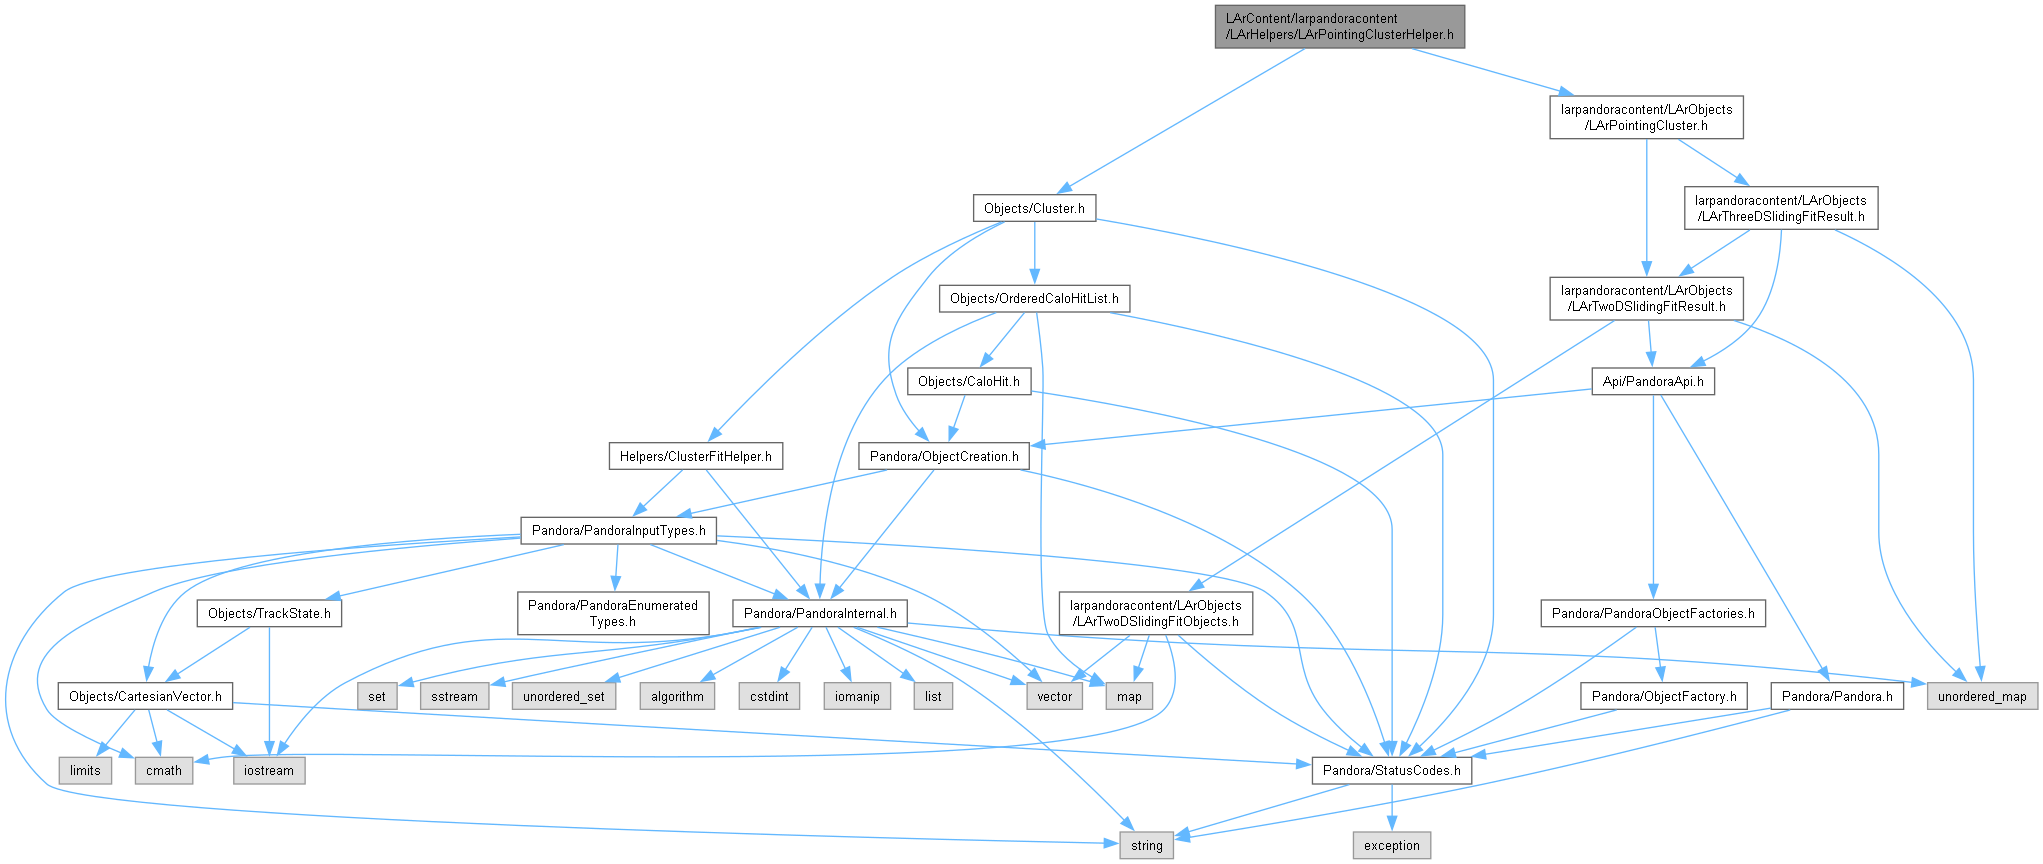 LArContent/larpandoracontent
/LArHelpers/LArPointingClusterHelper.h
larpandoracontent/LArObjects
/LArPointingCluster.h
Objects/Cluster.h
larpandoracontent/LArObjects
/LArThreeDSlidingFitResult.h
Objects/OrderedCaloHitList.h
larpandoracontent/LArObjects
/LArTwoDSlidingFitResult.h
Objects/CaloHit.h
Api/PandoraApi.h
Helpers/ClusterFitHelper.h
Pandora/ObjectCreation.h
Pandora/PandoraInputTypes.h
Objects/TrackState.h
Pandora/PandoraEnumerated
Types.h
Pandora/PandoraInternal.h
larpandoracontent/LArObjects
/LArTwoDSlidingFitObjects.h
Pandora/PandoraObjectFactories.h
Objects/CartesianVector.h
set
sstream
unordered_set
algorithm
cstdint
iomanip
list
vector
map
Pandora/ObjectFactory.h
Pandora/Pandora.h
unordered_map
limits
cmath
iostream
Pandora/StatusCodes.h
string
exception